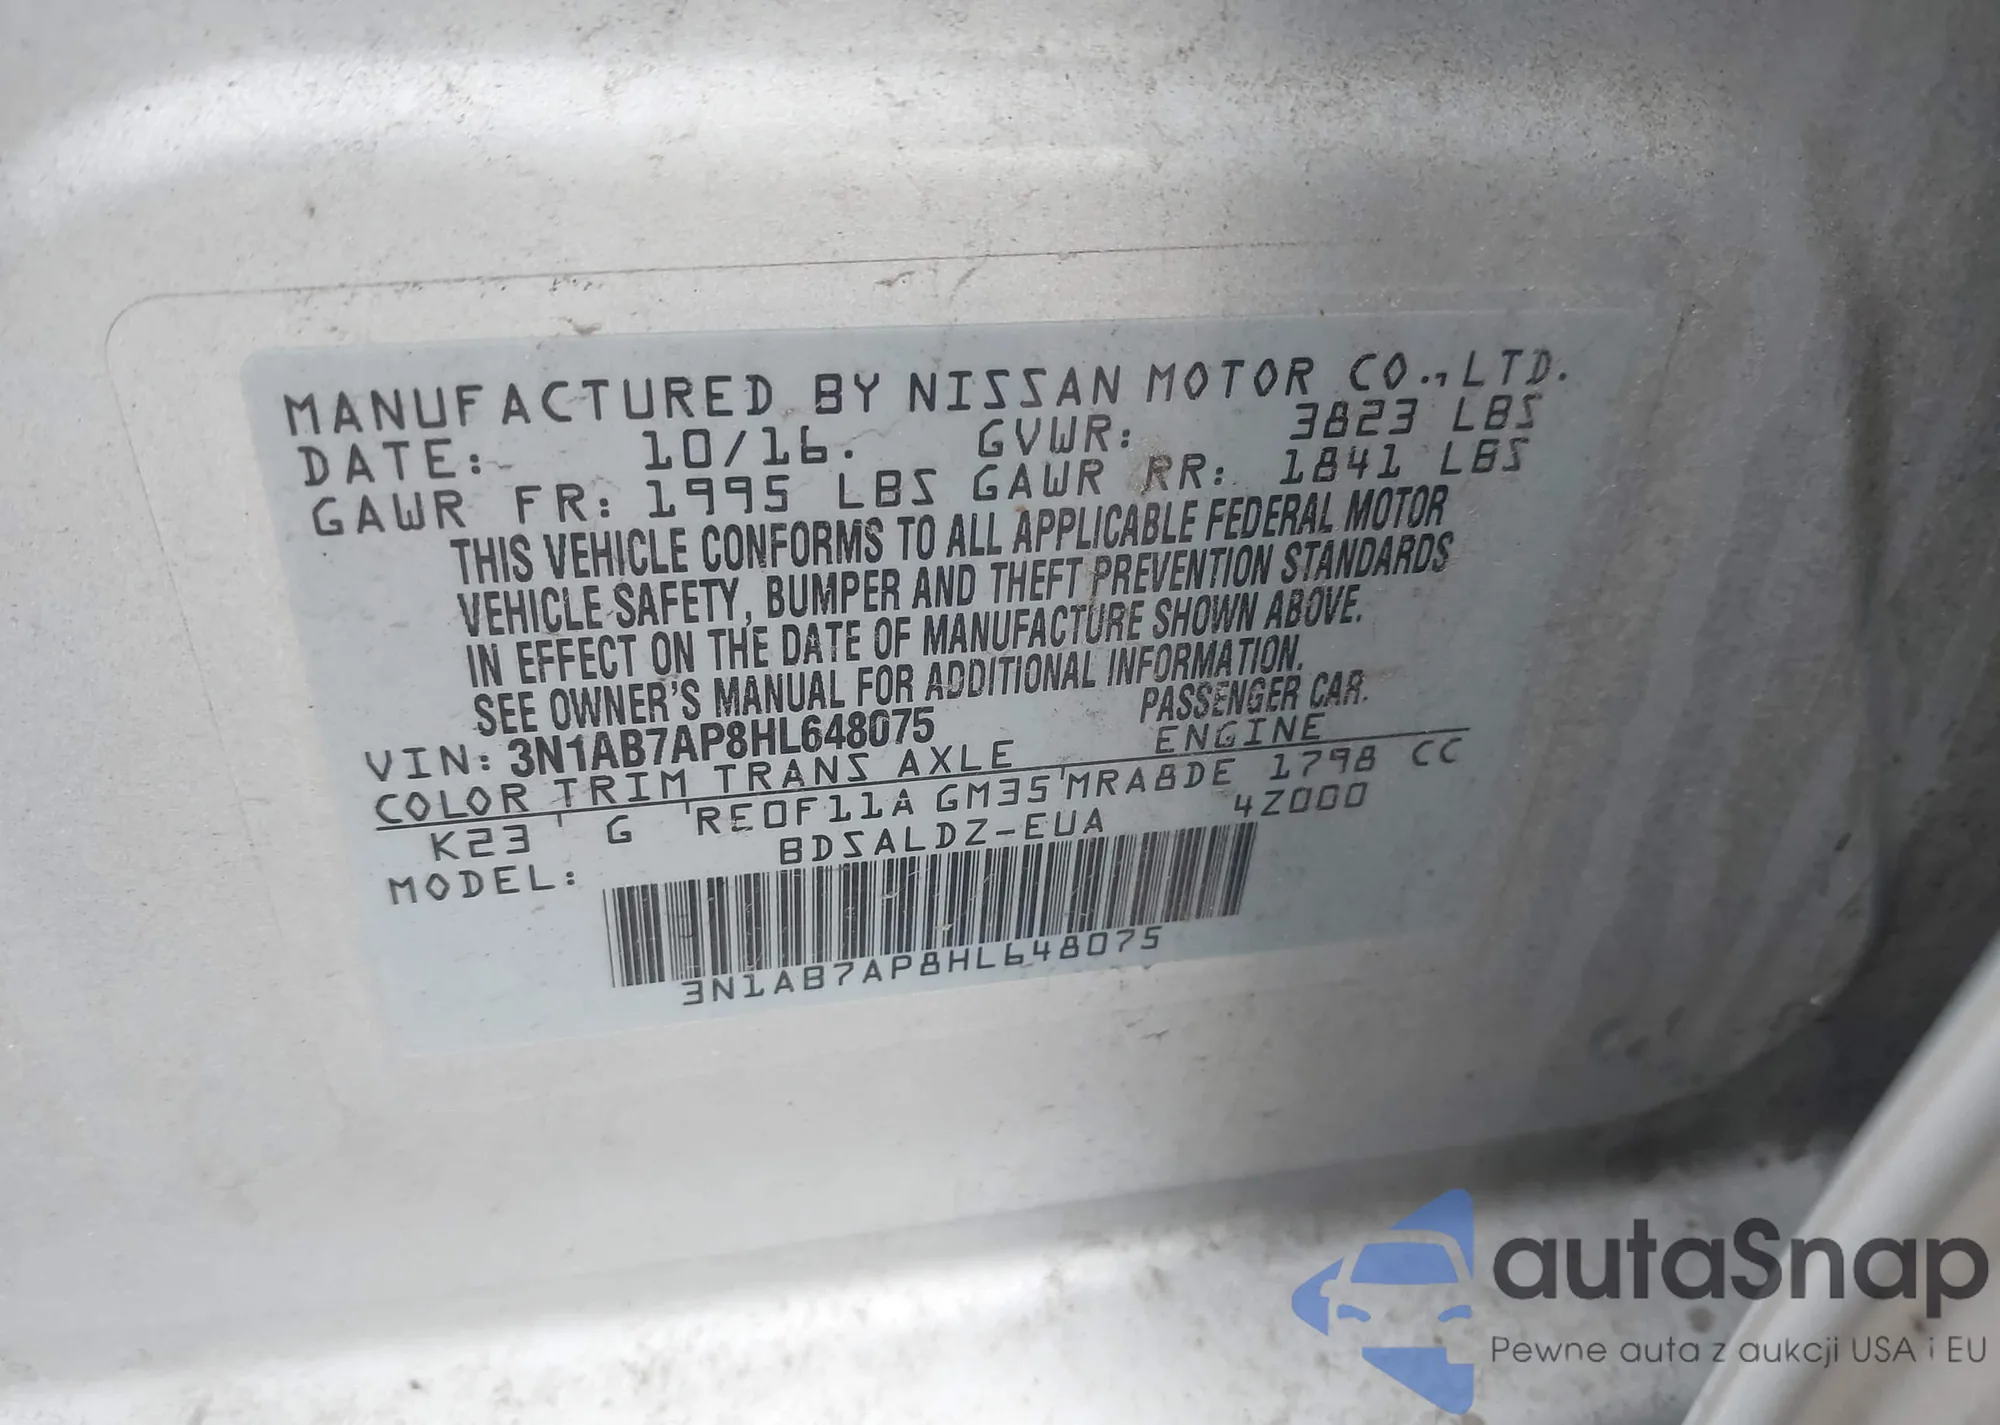 MANUFACTURED BY NISSAN MOTOR CO., LTD.
DATE: 10/16. GVWR: 3823 LBS
GAWR FR: 1995 LBS GAWR RR: 1841 LBS
THIS VEHICLE CONFORMS TO ALL APPLICABLE FEDERAL MOTOR
VEHICLE SAFETY, BUMPER AND THEFT PREVENTION STANDARDS
IN EFFECT ON THE DATE OF MANUFACTURE SHOWN ABOVE.
SEE OWNER'S MANUAL FOR ADDITIONAL INFORMATION.
VIN: 3N1AB7AP8HL648075 PASSENGER CAR.
COLOR TRIM TRANS AXLE ENGINE
K23 G RE0F11A GM35 MRA8DE 1798 CC
MODEL: BDSALDZ-EUA 4Z000
3N1AB7AP8HL648075
autaSnap
Pewne auta z aukcji USA i EU